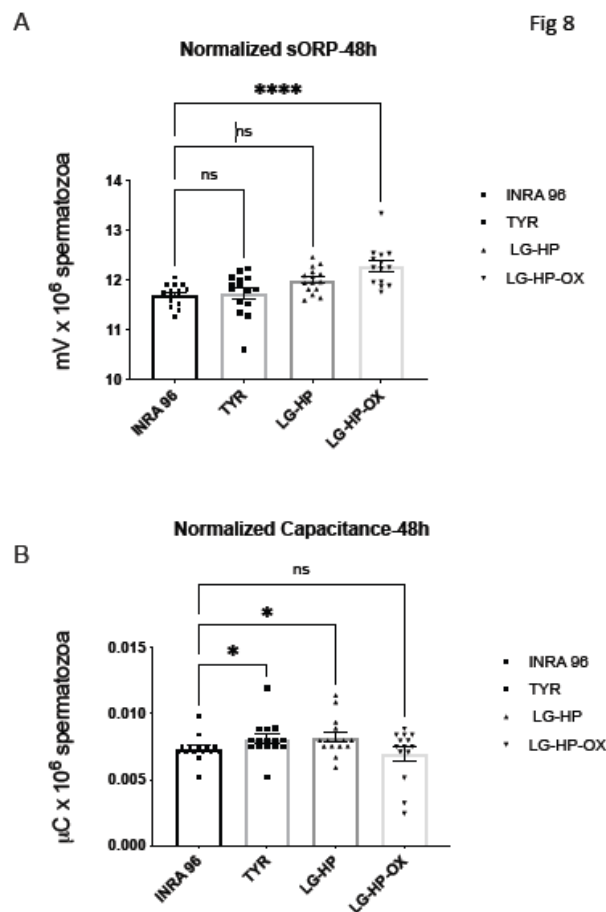 A
Fig 8
Normalized sORP-48h
****
ns
ns
mV x 10⁶ spermatozoa
14
13
12
11
10
INRA 96
TYR
LG-HP
LG-HP-OX
INRA 96
TYR
LG-HP
LG-HP-OX
B
Normalized Capacitance-48h
ns
*
*
µC x 10⁶ spermatozoa
0.015
0.010
0.005
0.000
INRA 96
TYR
LG-HP
LG-HP-OX
INRA 96
TYR
LG-HP
LG-HP-OX